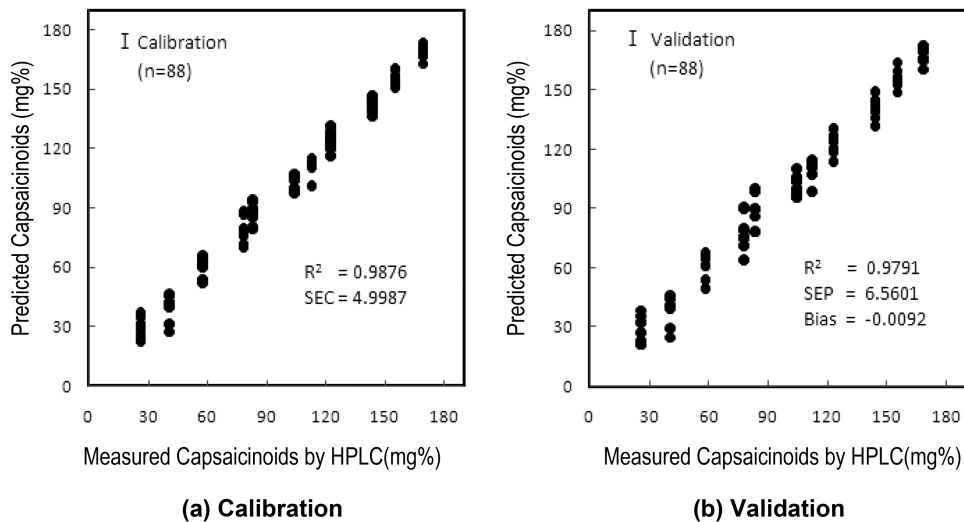 Predicted Capsaicinoids (mg%)
180
150
120
90
60
30
0
I Calibration
(n=88)
R² = 0.9876
SEC = 4.9987
0 30 60 90 120 150 180
Measured Capsaicinoids by HPLC(mg%)
(a) Calibration
Predicted Capsaicinoids (mg%)
180
150
120
90
60
30
0
I Validation
(n=88)
R² = 0.9791
SEP = 6.5601
Bias = -0.0092
0 30 60 90 120 150 180
Measured Capsaicinoids by HPLC(mg%)
(b) Validation